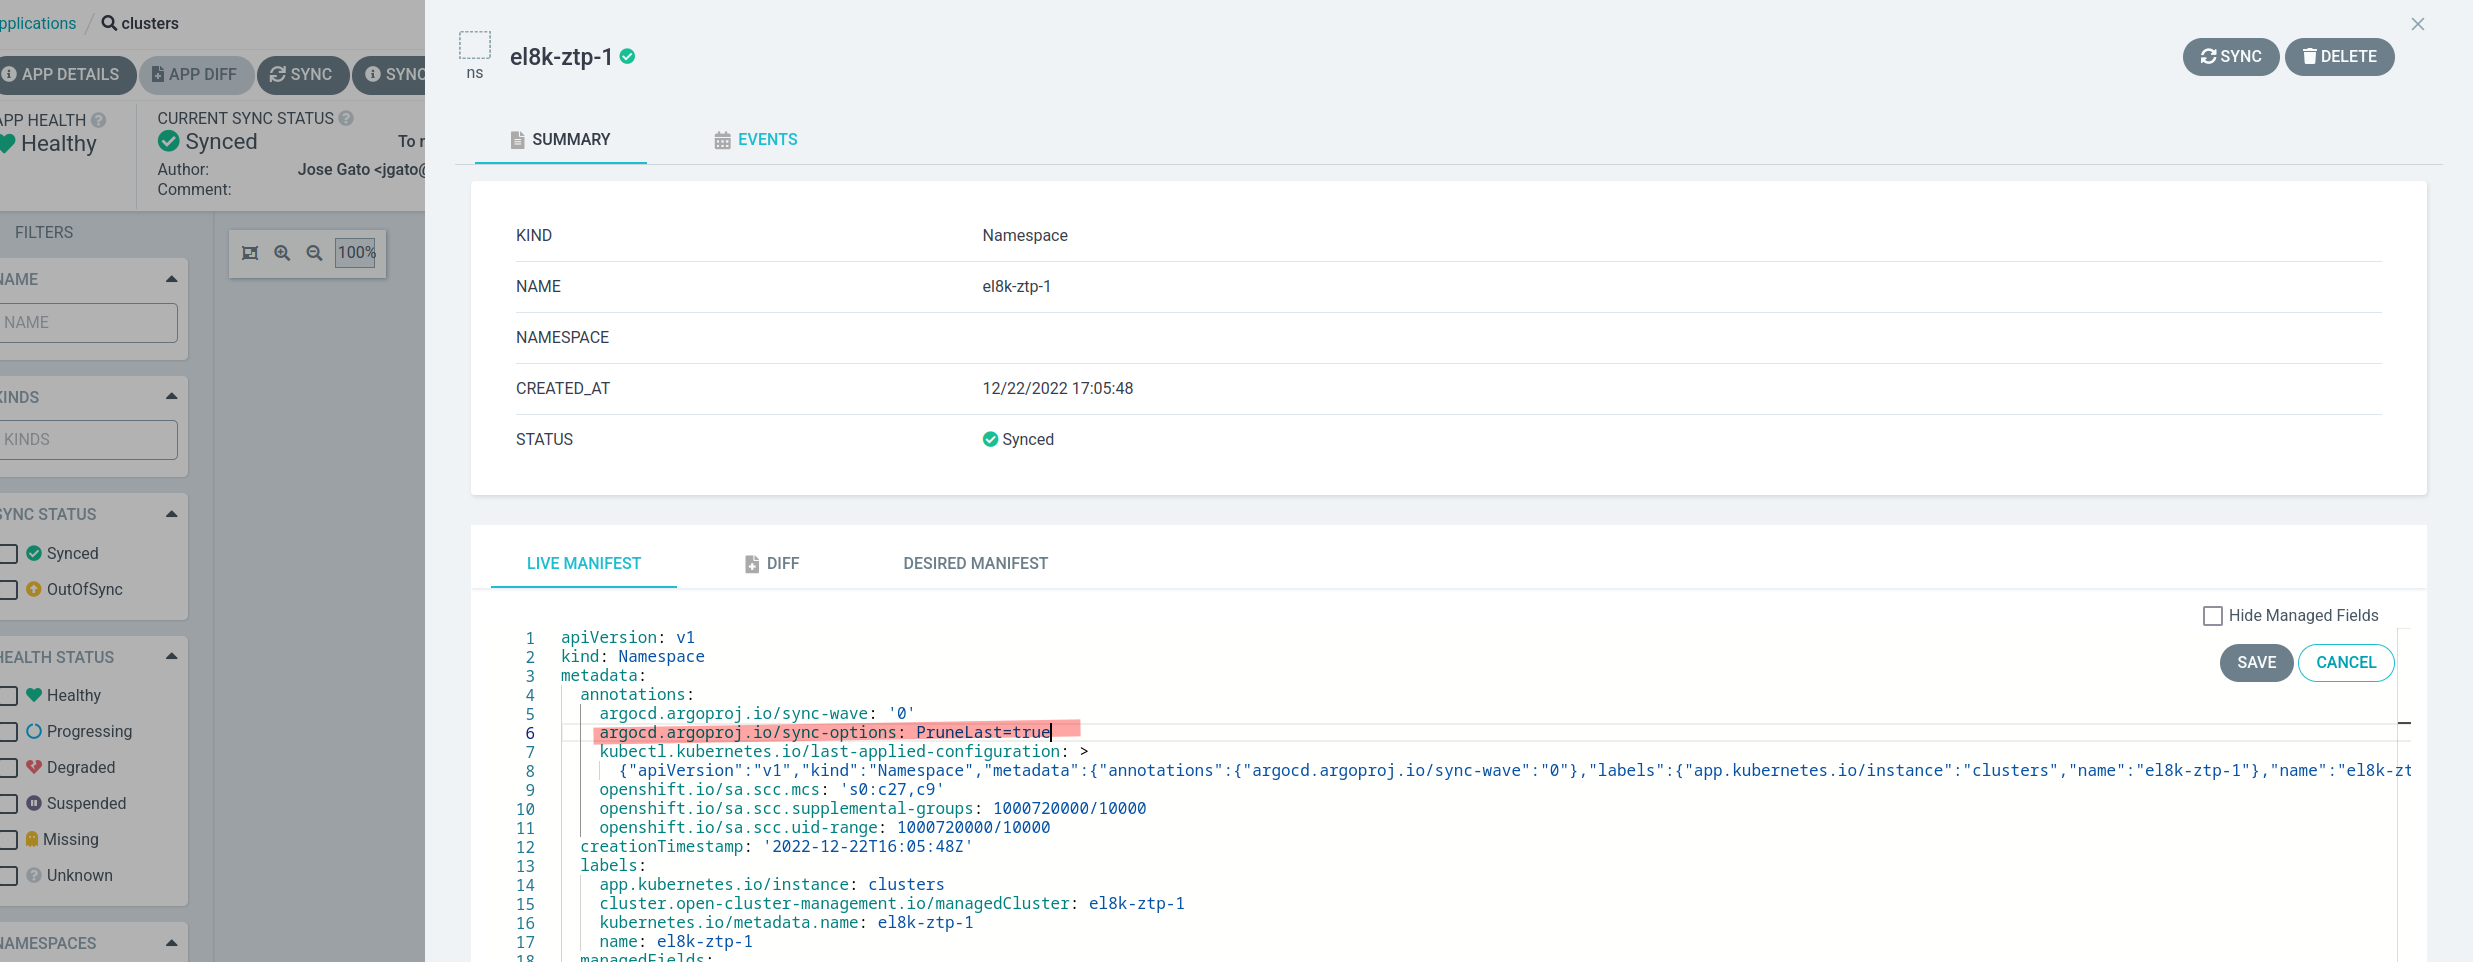 pplications / clusters
APP DETAILS
APP DIFF
SYNC
SYNC
APP HEALTH
Healthy
CURRENT SYNC STATUS
Synced
To r
Author: Jose Gato <jgato@
Comment:
FILTERS
100%
NAME
NAME
KINDS
KINDS
SYNC STATUS
Synced
OutOfSync
HEALTH STATUS
Healthy
Progressing
Degraded
Suspended
Missing
Unknown
NAMESPACES
ns
el8k-ztp-1
SYNC
DELETE
SUMMARY
EVENTS
KIND Namespace
NAME el8k-ztp-1
NAMESPACE
CREATED_AT 12/22/2022 17:05:48
STATUS Synced
LIVE MANIFEST
DIFF
DESIRED MANIFEST
Hide Managed Fields
SAVE
CANCEL
1 apiVersion: v1
2 kind: Namespace
3 metadata:
4 annotations:
5 argocd.argoproj.io/sync-wave: '0'
6 argocd.argoproj.io/sync-options: PruneLast=true
7 kubectl.kubernetes.io/last-applied-configuration: >
8 {"apiVersion":"v1","kind":"Namespace","metadata":{"annotations":{"argocd.argoproj.io/sync-wave":"0"},"labels":{"app.kubernetes.io/instance":"clusters","name":"el8k-ztp-1"},"name":"el8k-zt
9 openshift.io/sa.scc.mcs: 's0:c27,c9'
10 openshift.io/sa.scc.supplemental-groups: 1000720000/10000
11 openshift.io/sa.scc.uid-range: 1000720000/10000
12 creationTimestamp: '2022-12-22T16:05:48Z'
13 labels:
14 app.kubernetes.io/instance: clusters
15 cluster.open-cluster-management.io/managedCluster: el8k-ztp-1
16 kubernetes.io/metadata.name: el8k-ztp-1
17 name: el8k-ztp-1
18 managedFields: